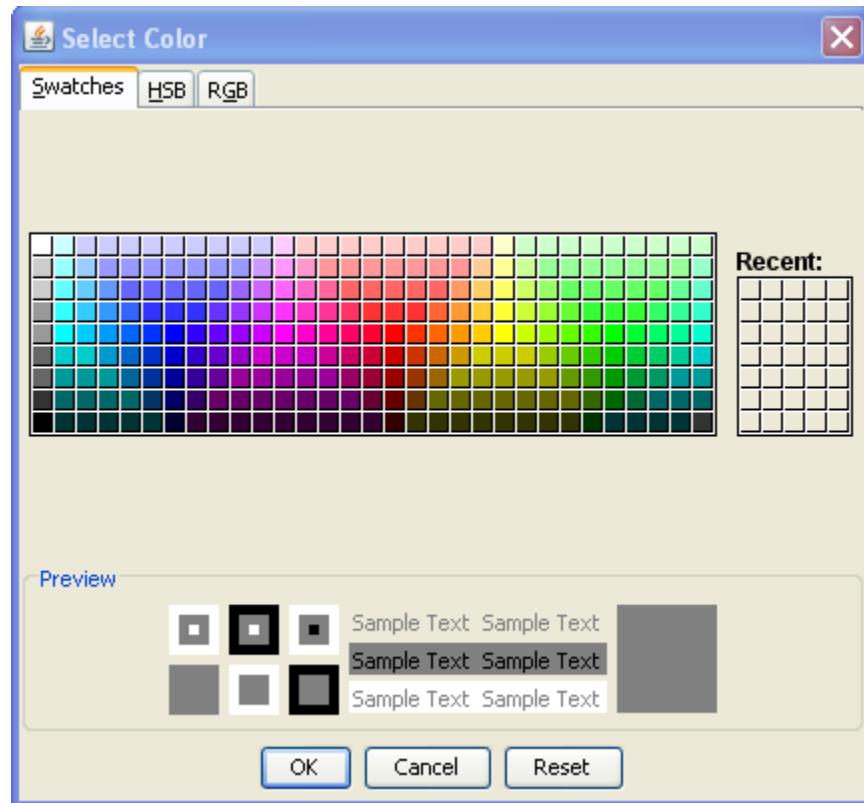 Select Color
Swatches HSB RGB
Recent:
Preview
Sample Text Sample Text
Sample Text Sample Text
Sample Text Sample Text
OK Cancel Reset